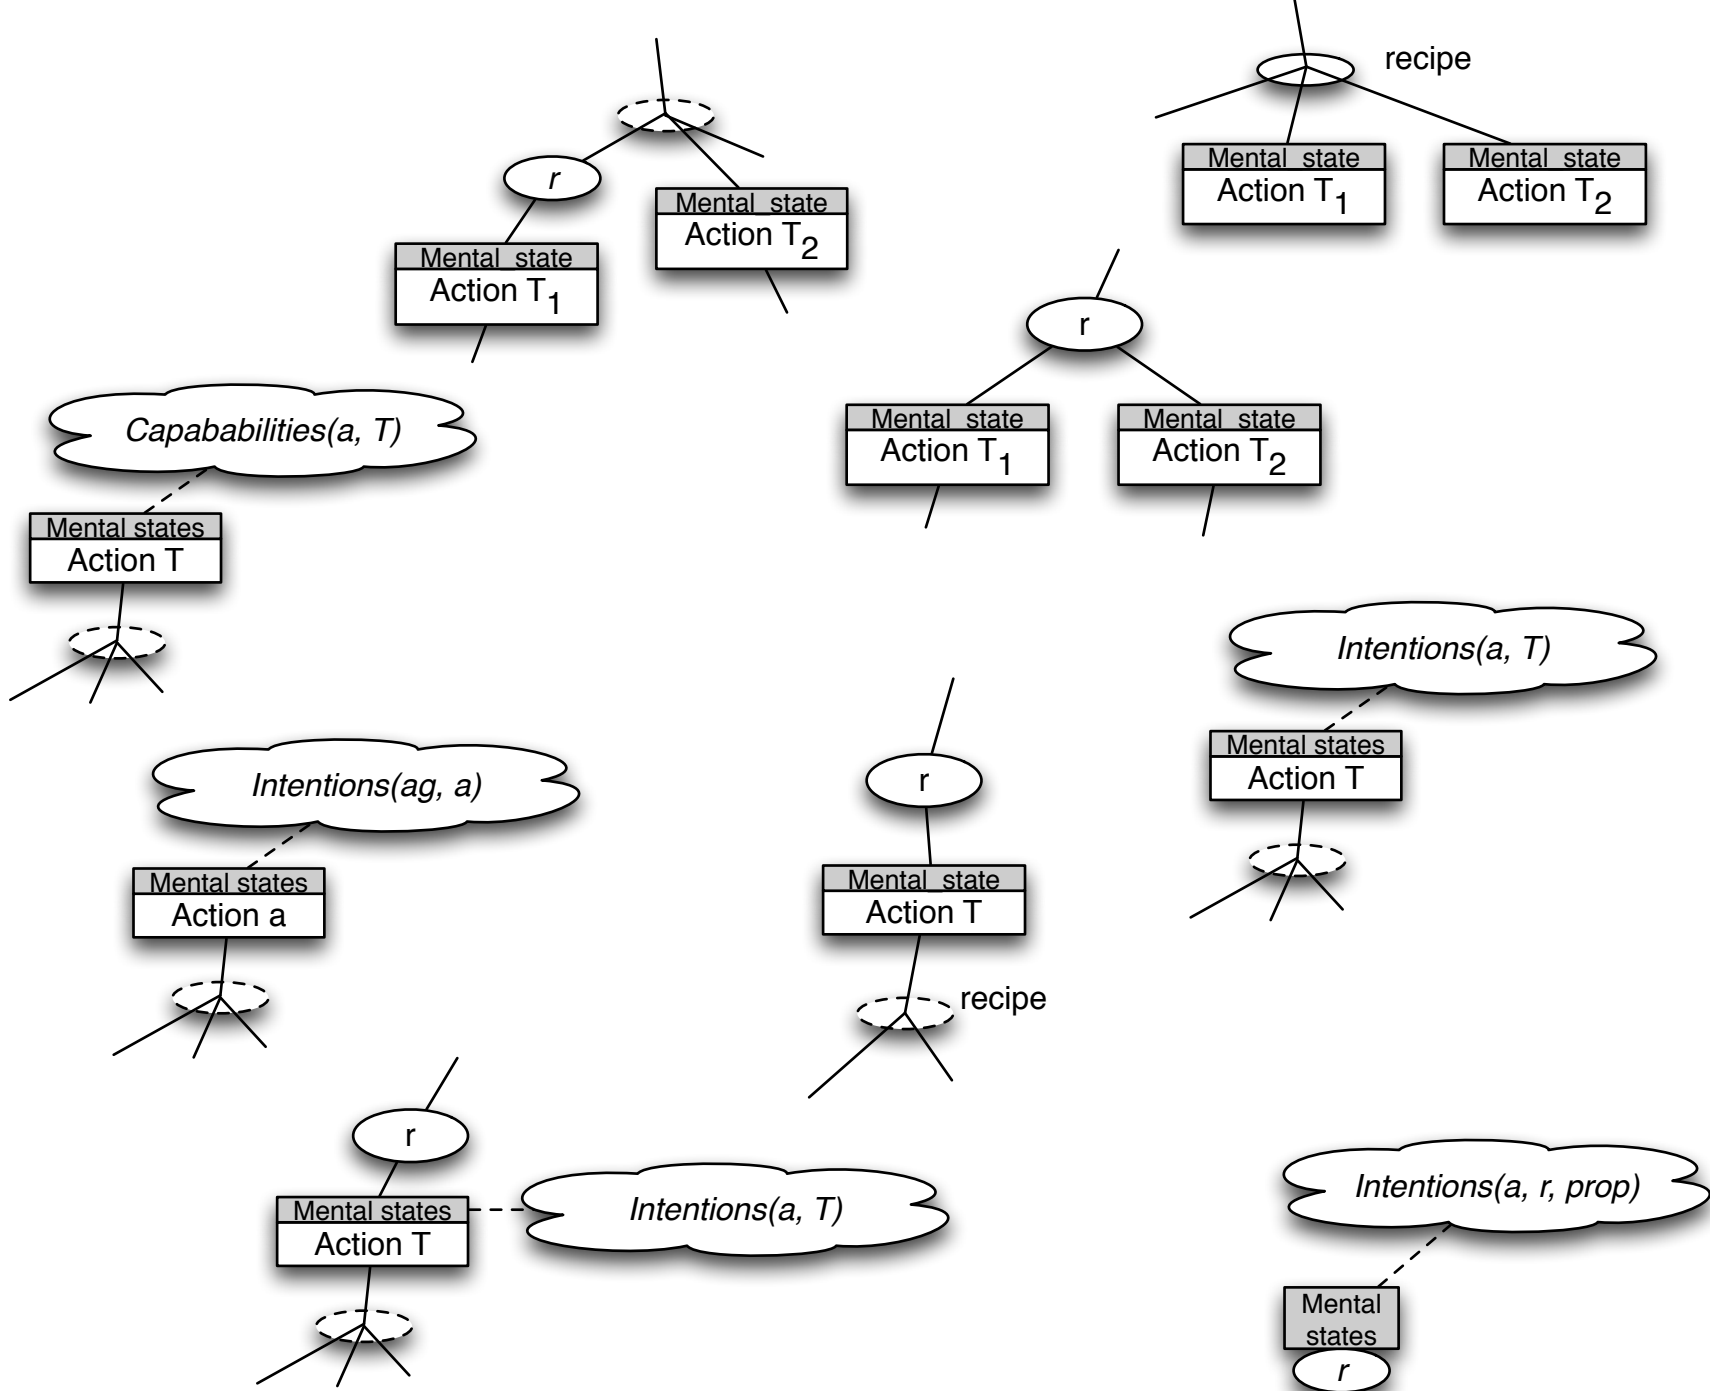 recipe
Mental_state
Action T1
Mental_state
Action T2
r
Mental_state
Action T2
Mental_state
Action T1
r
Mental_state
Action T1
Mental_state
Action T2
Capababilities(a, T)
Mental states
Action T
Intentions(a, T)
Mental states
Action T
Intentions(ag, a)
Mental states
Action a
r
Mental_state
Action T
recipe
r
Mental states
Action T
Intentions(a, T)
Intentions(a, r, prop)
Mental
states
r